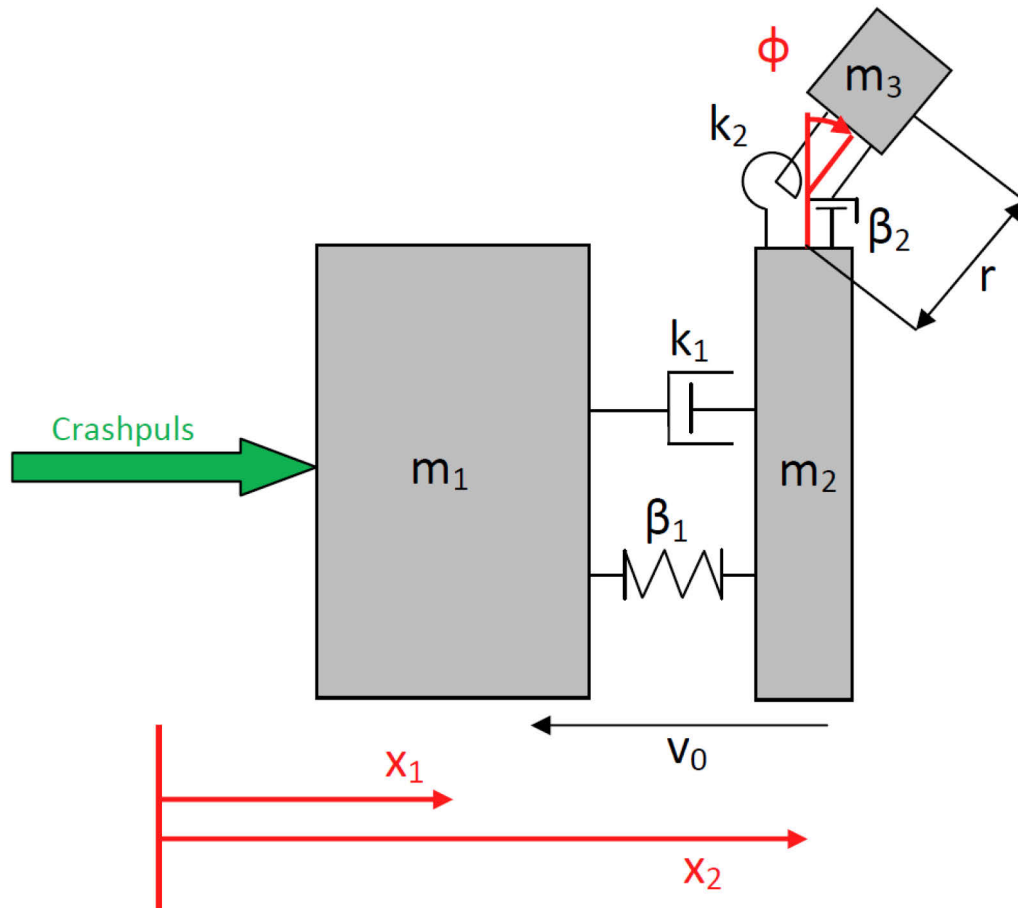 ϕ
m₃
k₂
β₂
r
k₁
Crashpuls
m₁
m₂
β₁
v₀
x₁
x₂